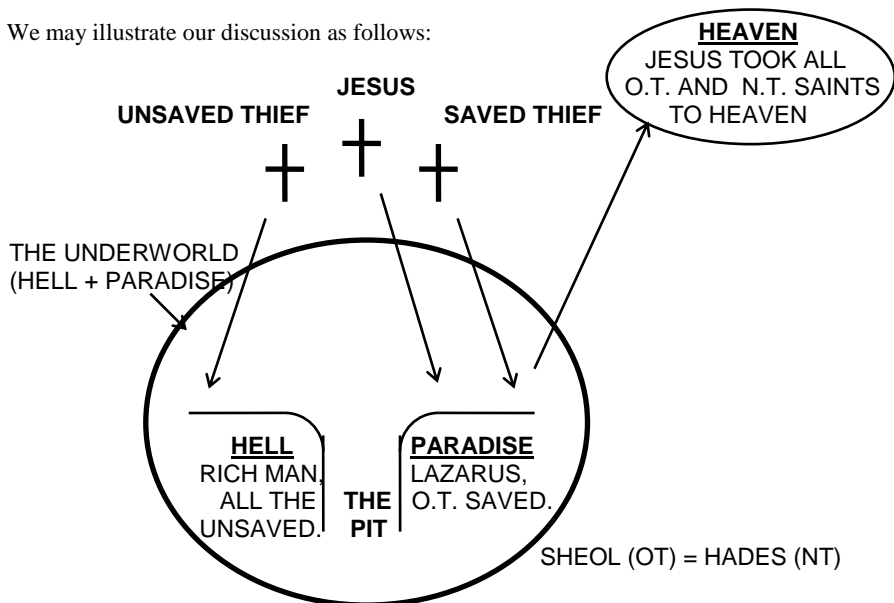 We may illustrate our discussion as follows:
HEAVEN
JESUS TOOK ALL
O.T. AND N.T. SAINTS
TO HEAVEN
JESUS
UNSAVED THIEF
SAVED THIEF
THE UNDERWORLD
(HELL + PARADISE)
HELL
RICH MAN,
ALL THE
UNSAVED.
THE
PIT
PARADISE
LAZARUS,
O.T. SAVED.
SHEOL (OT) = HADES (NT)